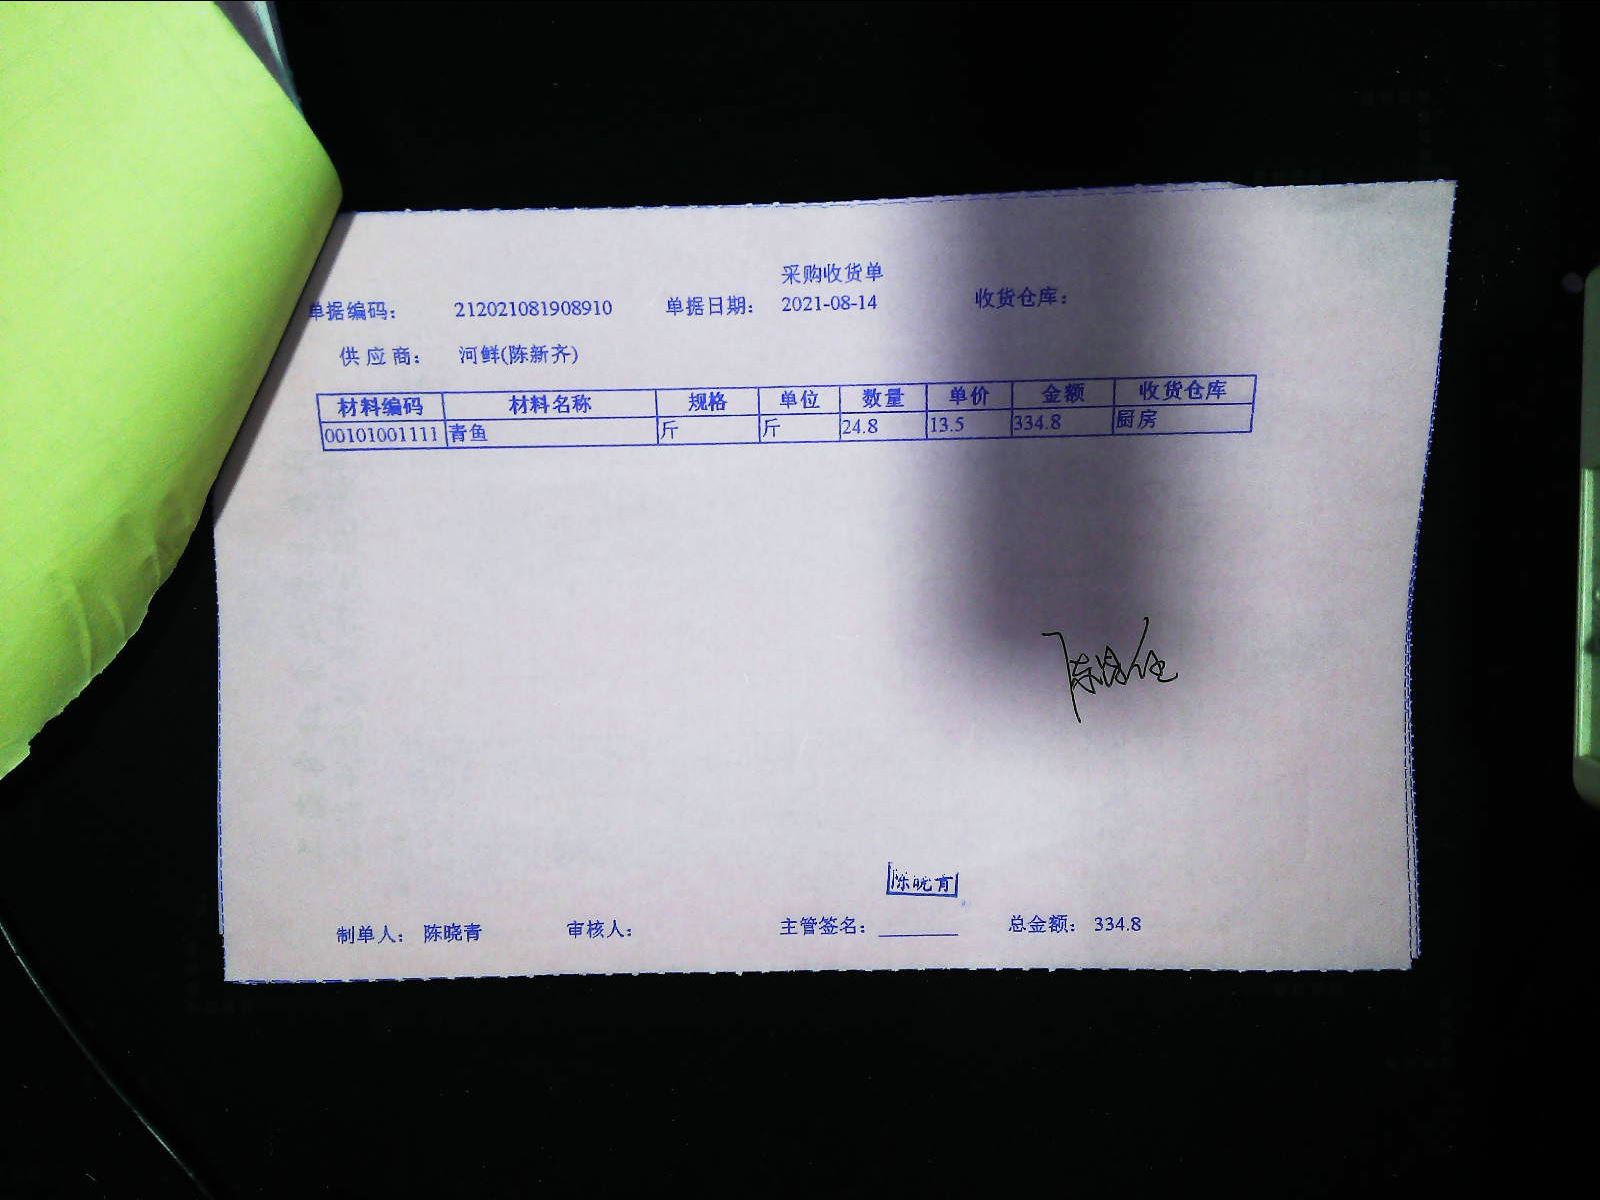 采购收货单
单据编码： 212021081908910 单据日期： 2021-08-14 收货仓库：
供应商： 河鲜(陈新齐)
材料编码 材料名称 规格 单位 数量 单价 金额 收货仓库
00101001111 青鱼 斤 斤 24.8 13.5 334.8 厨房
陈晓青
制单人： 陈晓青 审核人： 主管签名： 总金额： 334.8